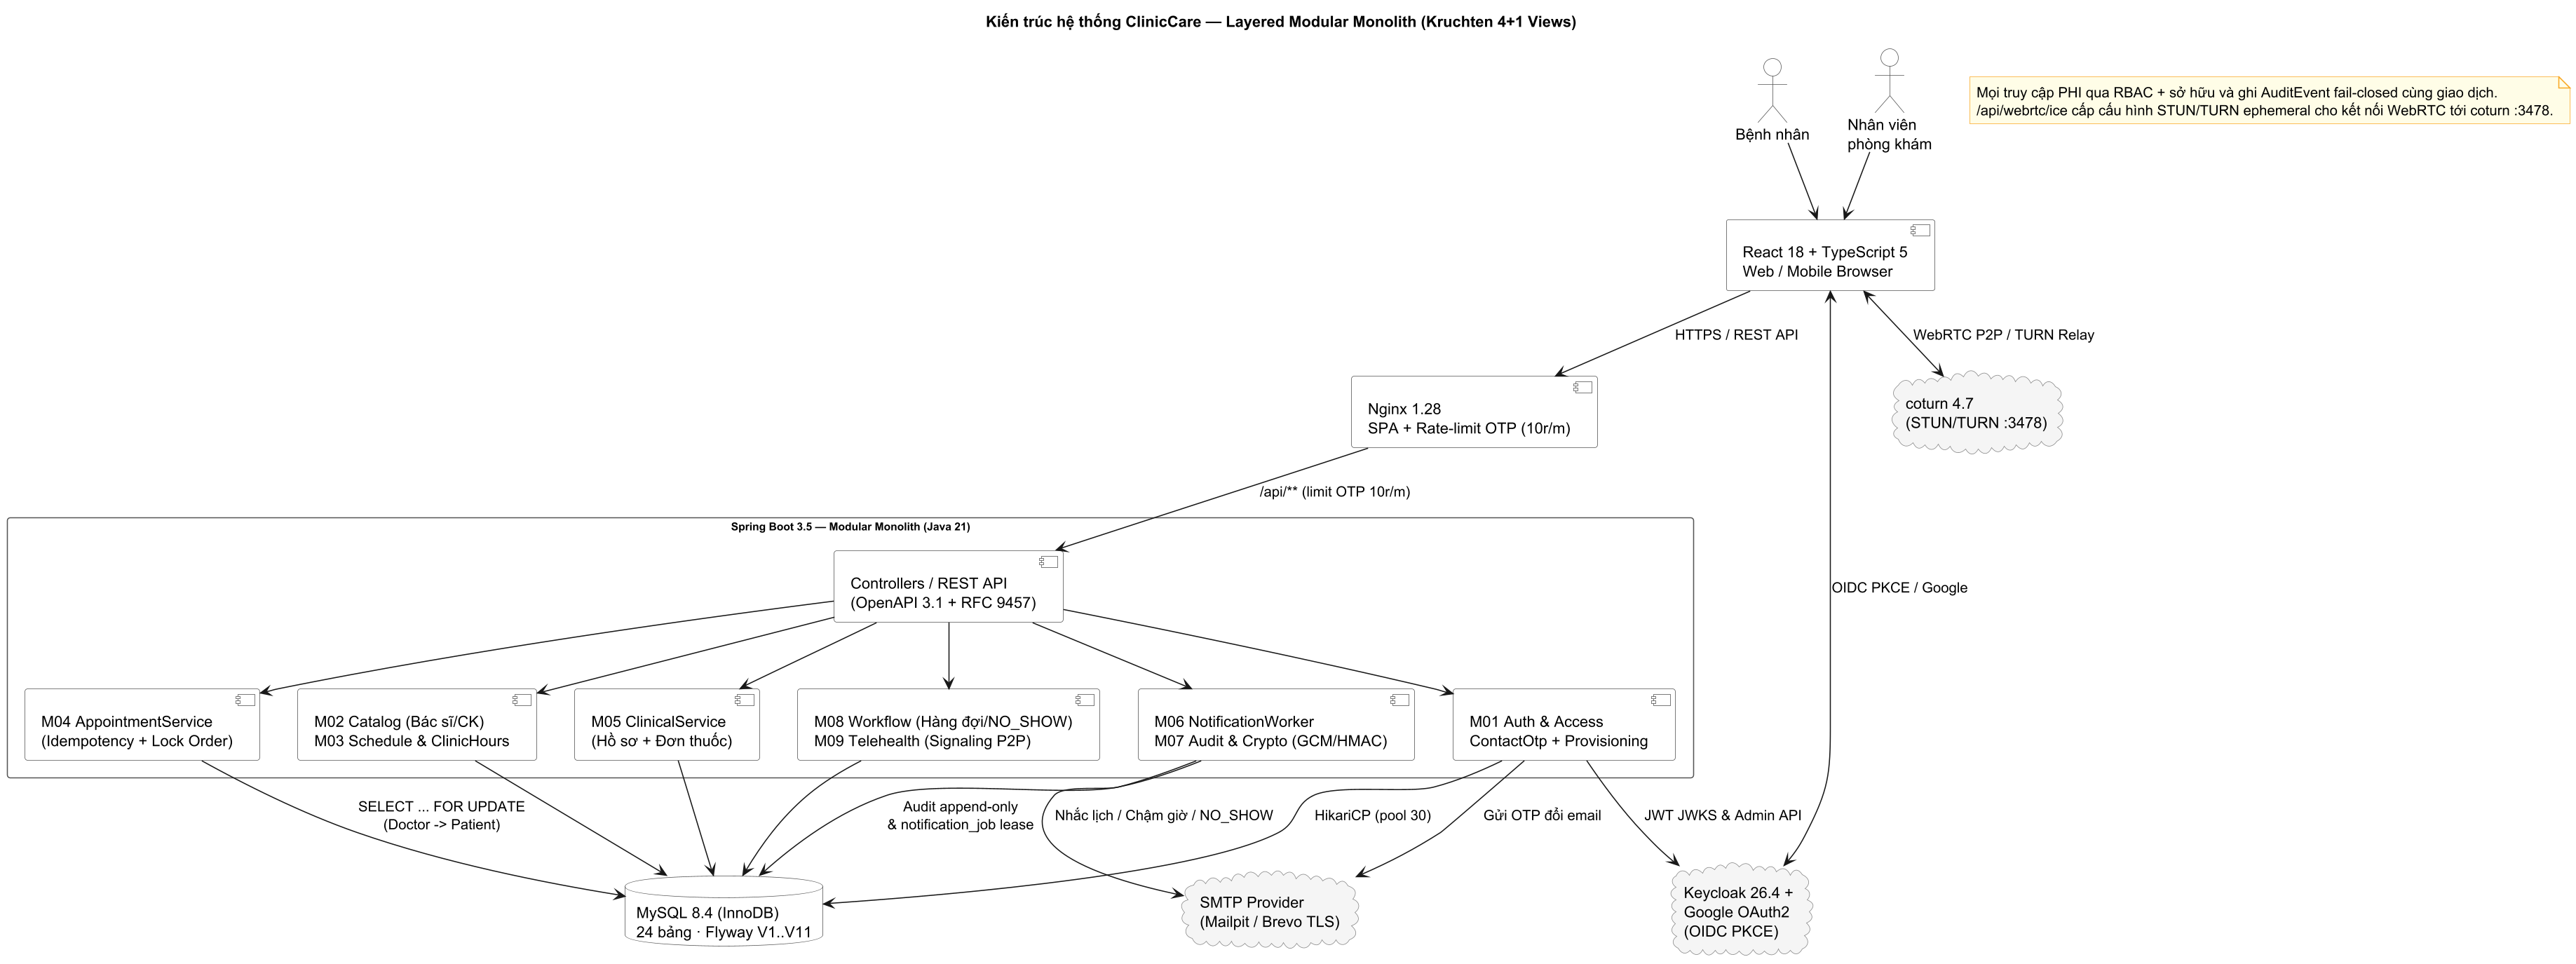 Kiến trúc hệ thống ClinicCare — Layered Modular Monolith (Kruchten 4+1 Views)
Bệnh nhân
Nhân viên
phòng khám
Mọi truy cập PHI qua RBAC + sở hữu và ghi AuditEvent fail-closed cùng giao dịch.
/api/webrtc/ice cấp cấu hình STUN/TURN ephemeral cho kết nối WebRTC tới coturn :3478.
React 18 + TypeScript 5
Web / Mobile Browser
HTTPS / REST API
WebRTC P2P / TURN Relay
Nginx 1.28
SPA + Rate-limit OTP (10r/m)
coturn 4.7
(STUN/TURN :3478)
/api/** (limit OTP 10r/m)
Spring Boot 3.5 — Modular Monolith (Java 21)
Controllers / REST API
(OpenAPI 3.1 + RFC 9457)
OIDC PKCE / Google
M04 AppointmentService
(Idempotency + Lock Order)
M02 Catalog (Bác sĩ/CK)
M03 Schedule & ClinicHours
M05 ClinicalService
(Hồ sơ + Đơn thuốc)
M08 Workflow (Hàng đợi/NO_SHOW)
M09 Telehealth (Signaling P2P)
M06 NotificationWorker
M07 Audit & Crypto (GCM/HMAC)
M01 Auth & Access
ContactOtp + Provisioning
SELECT ... FOR UPDATE
(Doctor -> Patient)
Audit append-only
& notification_job lease
Nhắc lịch / Chậm giờ / NO_SHOW
HikariCP (pool 30)
Gửi OTP đổi email
JWT JWKS & Admin API
MySQL 8.4 (InnoDB)
24 bảng · Flyway V1..V11
SMTP Provider
(Mailpit / Brevo TLS)
Keycloak 26.4 +
Google OAuth2
(OIDC PKCE)